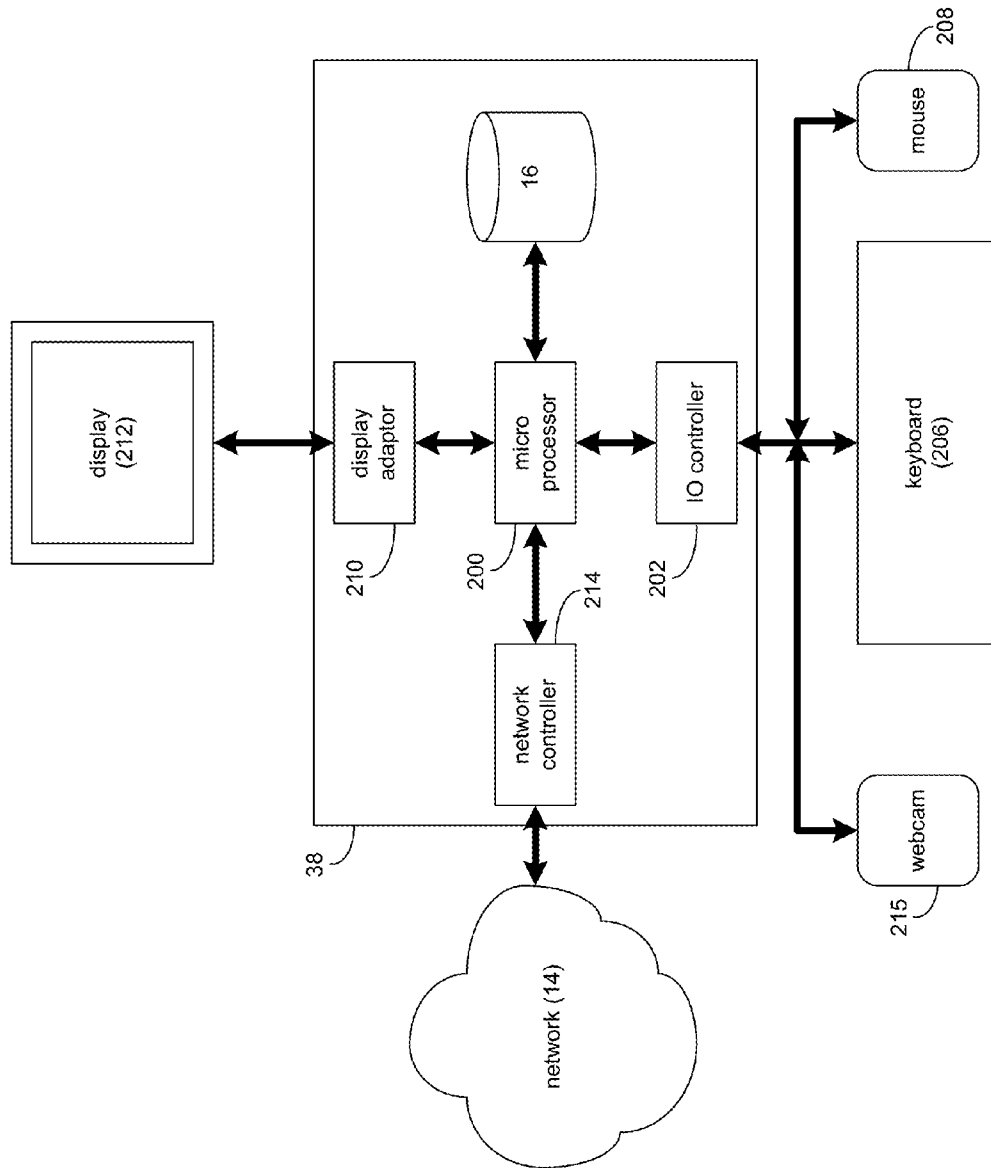 display
(212)
38
display
adaptor
210
network (14)
network
controller
214
micro
processor
200
16
IO controller
202
webcam
215
keyboard
(206)
mouse
208